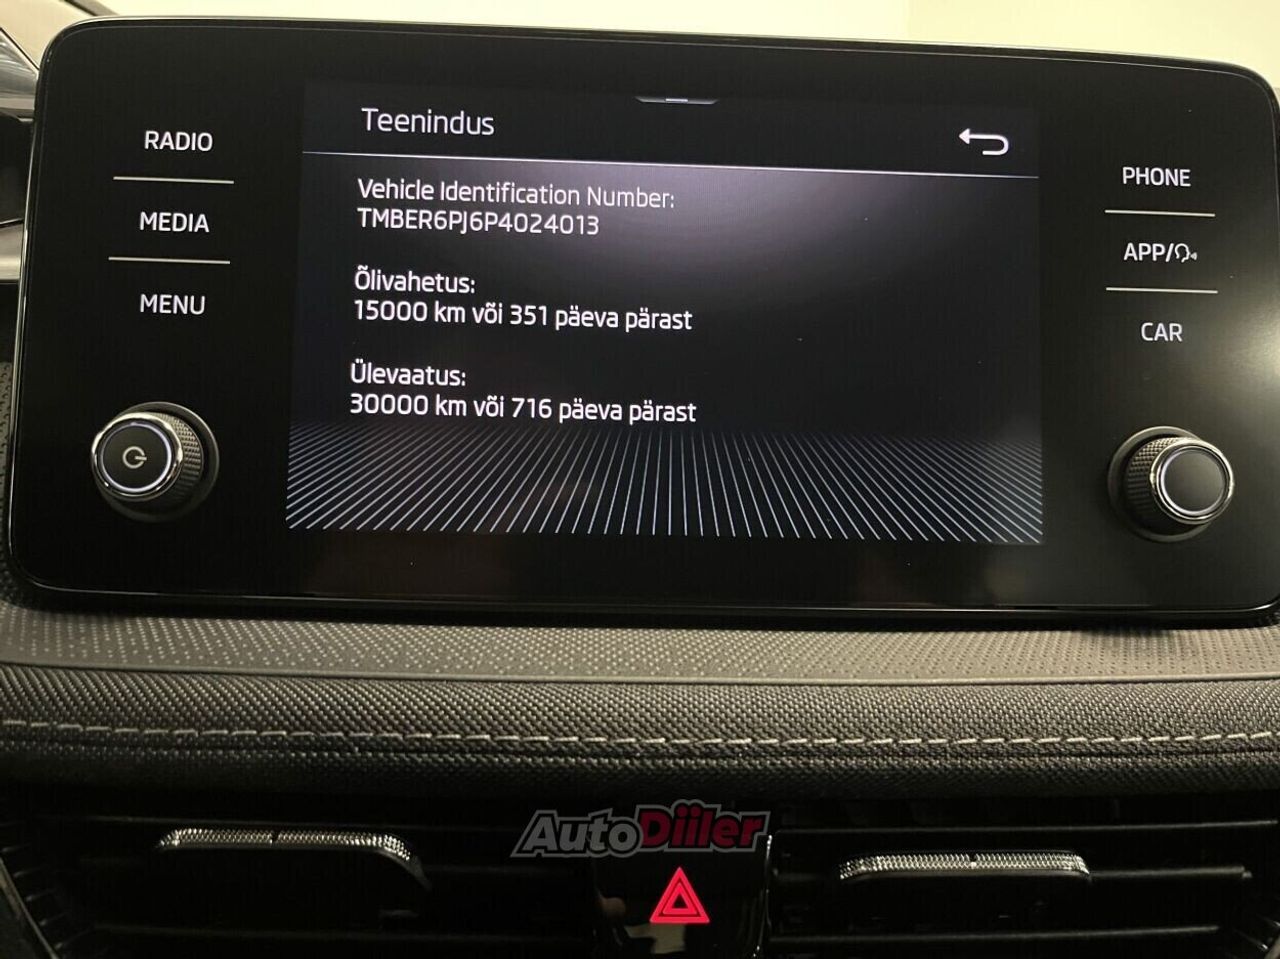 Teenindus
RADIO
MEDIA
MENU
Vehicle Identification Number:
TMBER6PJ6P4024013
Õlivahetus:
15000 km või 351 päeva pärast
Ülevaatus:
30000 km või 716 päeva pärast
PHONE
APP/
CAR
AutoDiiler